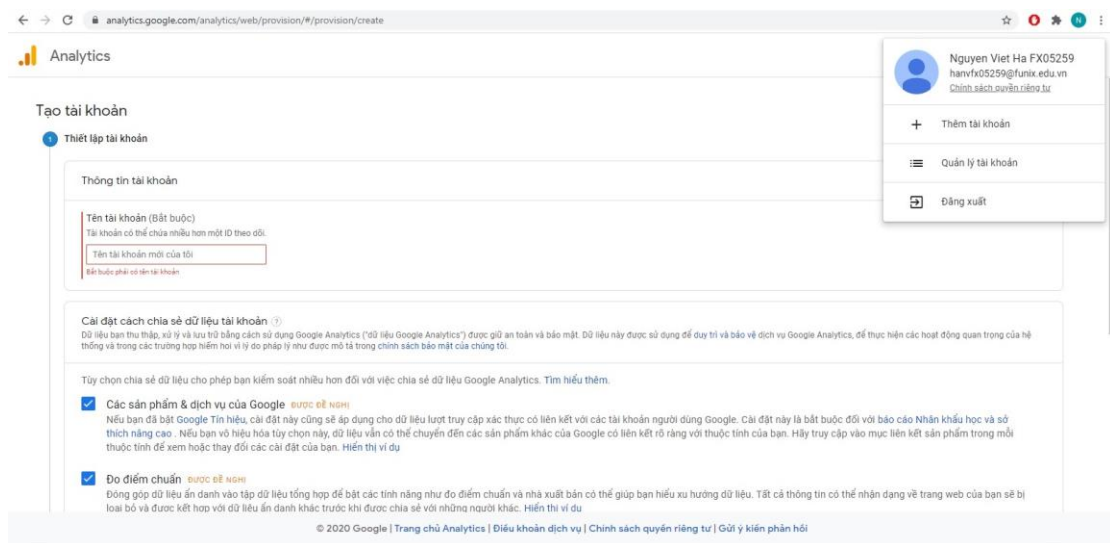 analytics.google.com/analytics/web/provision/#/provision/create
N
Analytics
Nguyen Viet Ha FX05259
hanvfx05259@funix.edu.vn
Chính sách quyền riêng tư
Thêm tài khoản
Quản lý tài khoản
Đăng xuất
Tạo tài khoản
1 Thiết lập tài khoản
Thông tin tài khoản
Tên tài khoản (Bắt buộc)
Tài khoản có thể chứa nhiều hơn một ID theo dõi.
Tên tài khoản mới của tôi
Bắt buộc phải có tên tài khoản
Cài đặt cách chia sẻ dữ liệu tài khoản ?
Dữ liệu bạn thu thập, xử lý và lưu trữ bằng cách sử dụng Google Analytics ("dữ liệu Google Analytics") được giữ an toàn và bảo mật. Dữ liệu này được sử dụng để duy trì và bảo vệ dịch vụ Google Analytics, để thực hiện các hoạt động quan trọng của hệ
thống và trong các trường hợp hiếm hoi vì lý do pháp lý như được mô tả trong chính sách bảo mật của chúng tôi.
Tùy chọn chia sẻ dữ liệu cho phép bạn kiểm soát nhiều hơn đối với việc chia sẻ dữ liệu Google Analytics. Tìm hiểu thêm.
Các sản phẩm & dịch vụ của Google ĐƯỢC ĐỀ NGHỊ
Nếu bạn đã bật Google Tín hiệu, cài đặt này cũng sẽ áp dụng cho dữ liệu lượt truy cập xác thực có liên kết với các tài khoản người dùng Google. Cài đặt này là bắt buộc đối với báo cáo Nhân khẩu học và sở
thích nâng cao . Nếu bạn vô hiệu hóa tùy chọn này, dữ liệu vẫn có thể chuyển đến các sản phẩm khác của Google có liên kết rõ ràng với thuộc tính của bạn. Hãy truy cập vào mục liên kết sản phẩm trong mỗi
thuộc tính để xem hoặc thay đổi các cài đặt của bạn. Hiển thị ví dụ
Đo điểm chuẩn ĐƯỢC ĐỀ NGHỊ
Đóng góp dữ liệu ẩn danh vào tập dữ liệu tổng hợp để bật các tính năng như đo điểm chuẩn và nhà xuất bản có thể giúp bạn hiểu xu hướng dữ liệu. Tất cả thông tin có thể nhận dạng về trang web của bạn sẽ bị
loại bỏ và được kết hợp với dữ liệu ẩn danh khác trước khi được chia sẻ với những người khác. Hiển thị ví dụ
© 2020 Google | Trang chủ Analytics | Điều khoản dịch vụ | Chính sách quyền riêng tư | Gửi ý kiến phản hồi